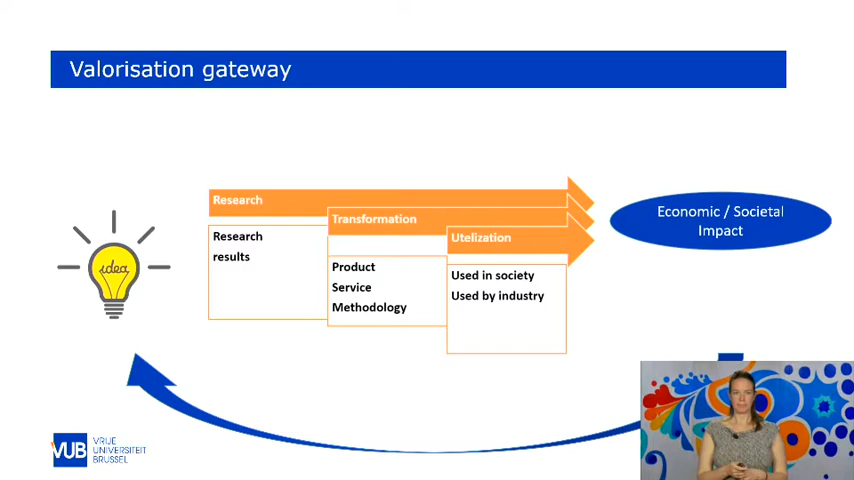 Valorisation gateway
Research
Transformation
Utelization
Research
results
Product
Service
Methodology
Used in society
Used by industry
Economic / Societal
Impact
idea
VUB
VRIJE
UNIVERSITEIT
BRUSSEL